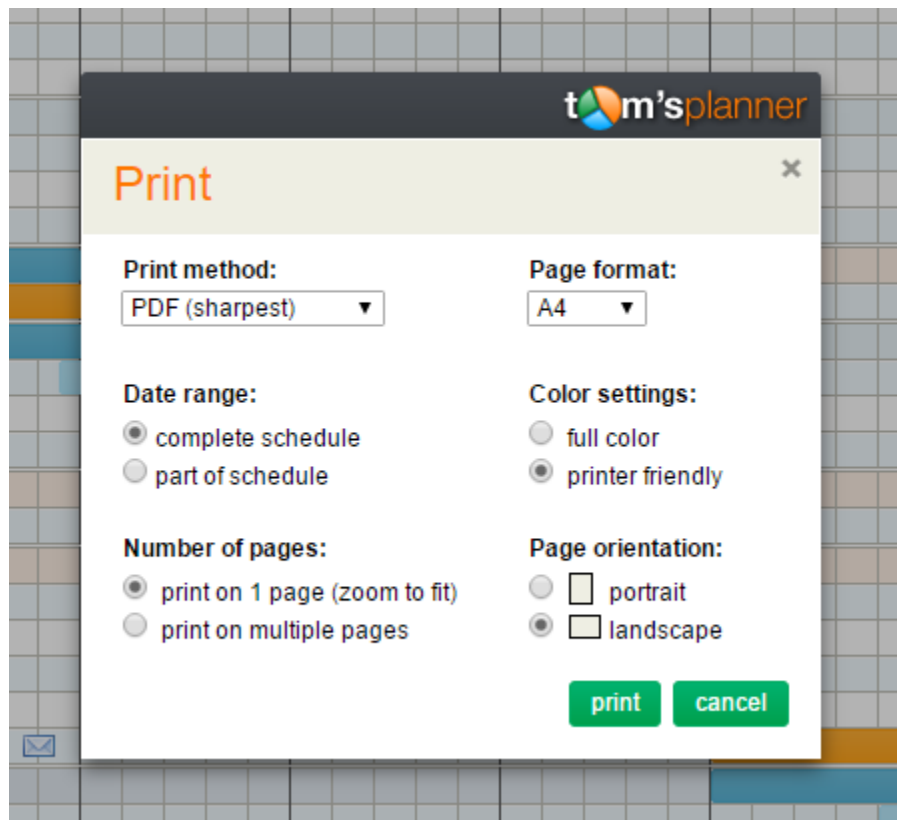 tom'splanner
Print
Print method:
PDF (sharpest)
Page format:
A4
Date range:
complete schedule
part of schedule
Color settings:
full color
printer friendly
Number of pages:
print on 1 page (zoom to fit)
print on multiple pages
Page orientation:
portrait
landscape
print
cancel